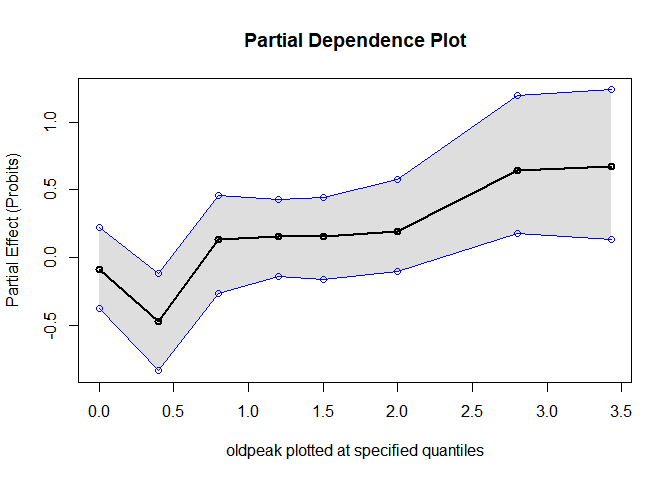 Partial Dependence Plot
Partial Effect (Probits)
1.0
0.5
0.0
-0.5
0.0 0.5 1.0 1.5 2.0 2.5 3.0 3.5
oldpeak plotted at specified quantiles